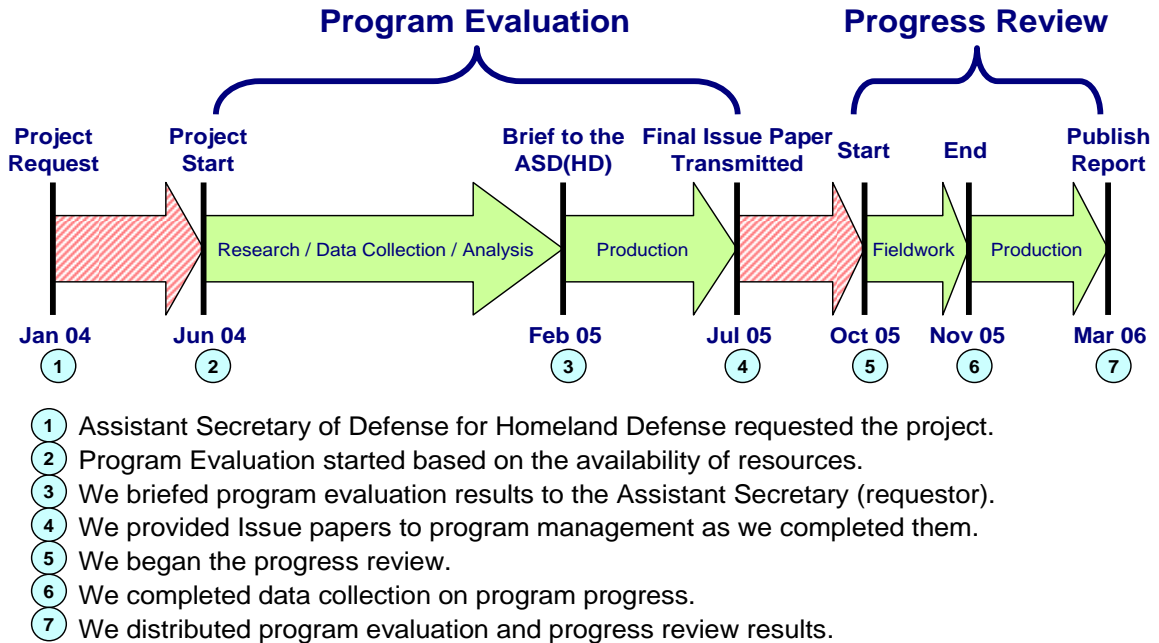 Program Evaluation
Progress Review
Project
Request
Project
Start
Brief to the
ASD(HD)
Final Issue Paper
Transmitted
Start
End
Publish
Report
Research / Data Collection / Analysis
Production
Fieldwork
Production
Jan 04
Jun 04
Feb 05
Jul 05
Oct 05
Nov 05
Mar 06
1
2
3
4
5
6
7
1 Assistant Secretary of Defense for Homeland Defense requested the project.
2 Program Evaluation started based on the availability of resources.
3 We briefed program evaluation results to the Assistant Secretary (requestor).
4 We provided Issue papers to program management as we completed them.
5 We began the progress review.
6 We completed data collection on program progress.
7 We distributed program evaluation and progress review results.